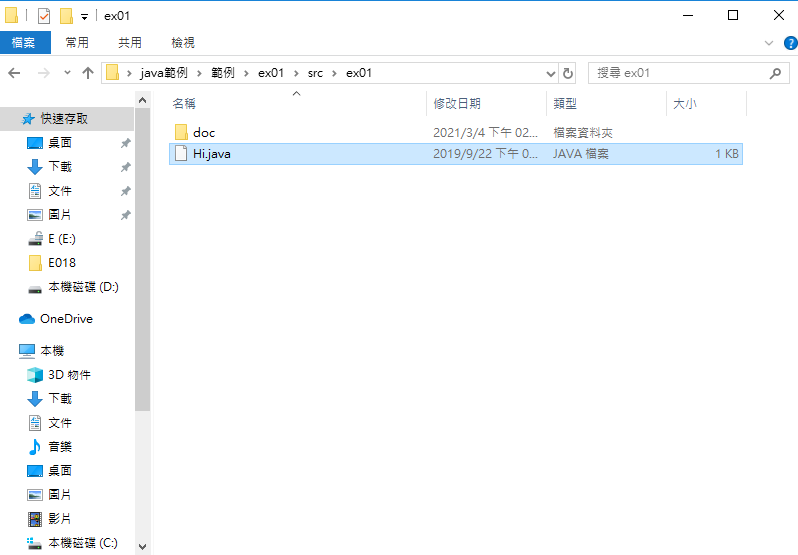 ex01
檔案 常用 共用 檢視
java範例 範例 ex01 src ex01 搜尋 ex01
名稱 修改日期 類型 大小
doc 2021/3/4 下午 02... 檔案資料夾
Hi.java 2019/9/22 下午 0... JAVA 檔案 1 KB
快速存取
桌面
下載
文件
圖片
E (E:)
E018
本機磁碟 (D:)
OneDrive
本機
3D 物件
下載
文件
音樂
桌面
圖片
影片
本機磁碟 (C:)